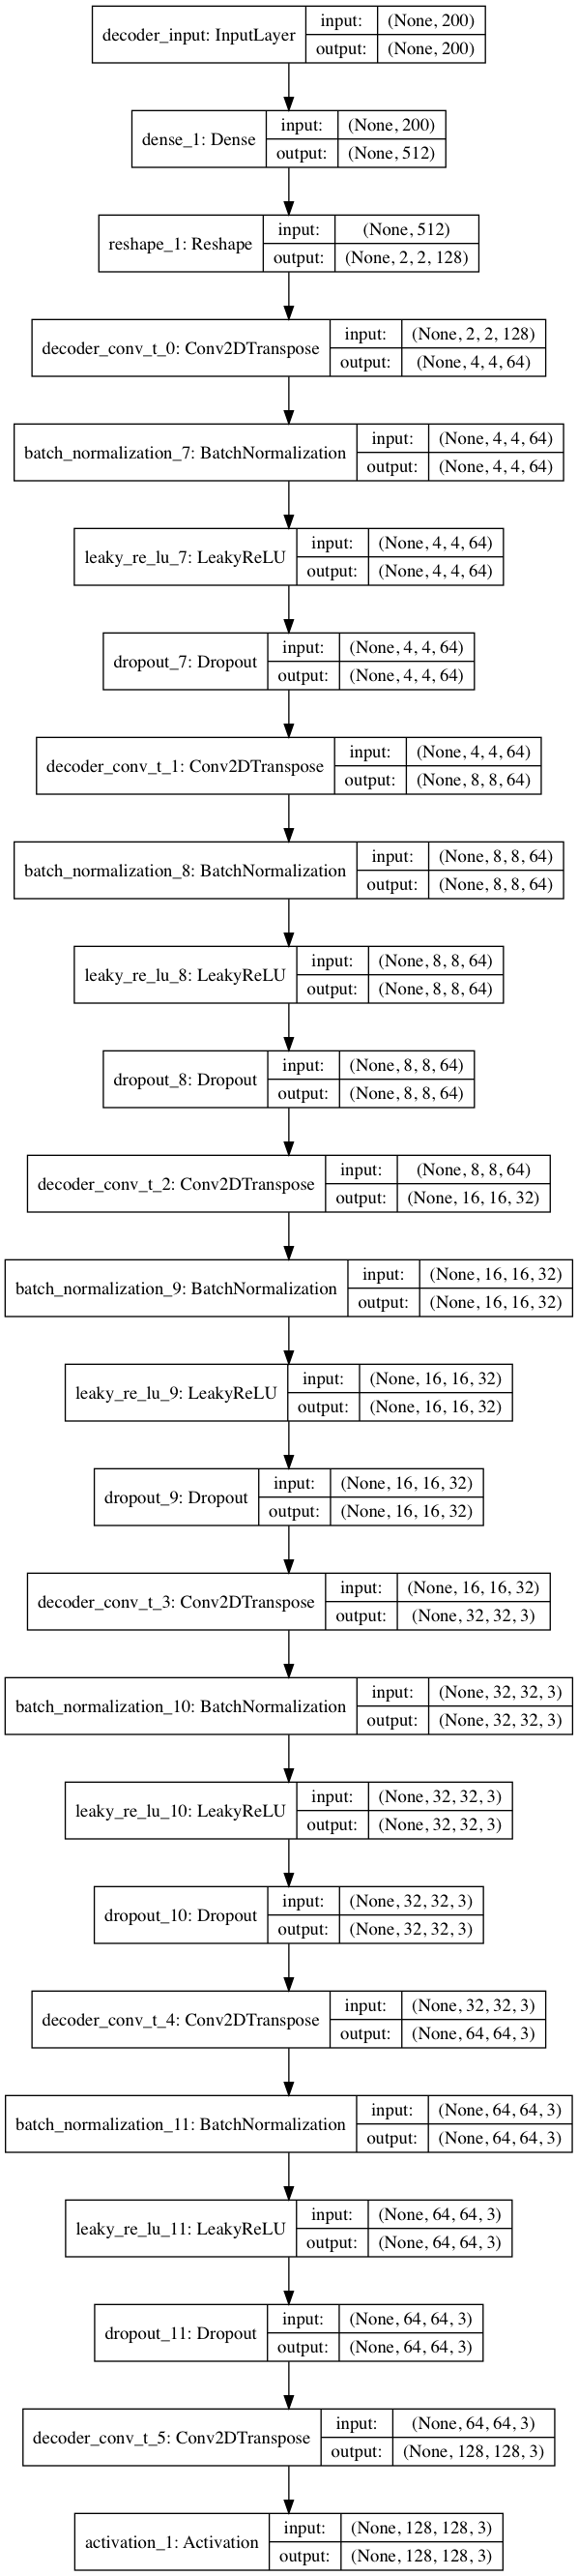 decoder_input: InputLayer
input: (None, 200)
output: (None, 200)
dense_1: Dense
input: (None, 200)
output: (None, 512)
reshape_1: Reshape
input: (None, 512)
output: (None, 2, 2, 128)
decoder_conv_t_0: Conv2DTranspose
input: (None, 2, 2, 128)
output: (None, 4, 4, 64)
batch_normalization_7: BatchNormalization
input: (None, 4, 4, 64)
output: (None, 4, 4, 64)
leaky_re_lu_7: LeakyReLU
input: (None, 4, 4, 64)
output: (None, 4, 4, 64)
dropout_7: Dropout
input: (None, 4, 4, 64)
output: (None, 4, 4, 64)
decoder_conv_t_1: Conv2DTranspose
input: (None, 4, 4, 64)
output: (None, 8, 8, 64)
batch_normalization_8: BatchNormalization
input: (None, 8, 8, 64)
output: (None, 8, 8, 64)
leaky_re_lu_8: LeakyReLU
input: (None, 8, 8, 64)
output: (None, 8, 8, 64)
dropout_8: Dropout
input: (None, 8, 8, 64)
output: (None, 8, 8, 64)
decoder_conv_t_2: Conv2DTranspose
input: (None, 8, 8, 64)
output: (None, 16, 16, 32)
batch_normalization_9: BatchNormalization
input: (None, 16, 16, 32)
output: (None, 16, 16, 32)
leaky_re_lu_9: LeakyReLU
input: (None, 16, 16, 32)
output: (None, 16, 16, 32)
dropout_9: Dropout
input: (None, 16, 16, 32)
output: (None, 16, 16, 32)
decoder_conv_t_3: Conv2DTranspose
input: (None, 16, 16, 32)
output: (None, 32, 32, 3)
batch_normalization_10: BatchNormalization
input: (None, 32, 32, 3)
output: (None, 32, 32, 3)
leaky_re_lu_10: LeakyReLU
input: (None, 32, 32, 3)
output: (None, 32, 32, 3)
dropout_10: Dropout
input: (None, 32, 32, 3)
output: (None, 32, 32, 3)
decoder_conv_t_4: Conv2DTranspose
input: (None, 32, 32, 3)
output: (None, 64, 64, 3)
batch_normalization_11: BatchNormalization
input: (None, 64, 64, 3)
output: (None, 64, 64, 3)
leaky_re_lu_11: LeakyReLU
input: (None, 64, 64, 3)
output: (None, 64, 64, 3)
dropout_11: Dropout
input: (None, 64, 64, 3)
output: (None, 64, 64, 3)
decoder_conv_t_5: Conv2DTranspose
input: (None, 64, 64, 3)
output: (None, 128, 128, 3)
activation_1: Activation
input: (None, 128, 128, 3)
output: (None, 128, 128, 3)